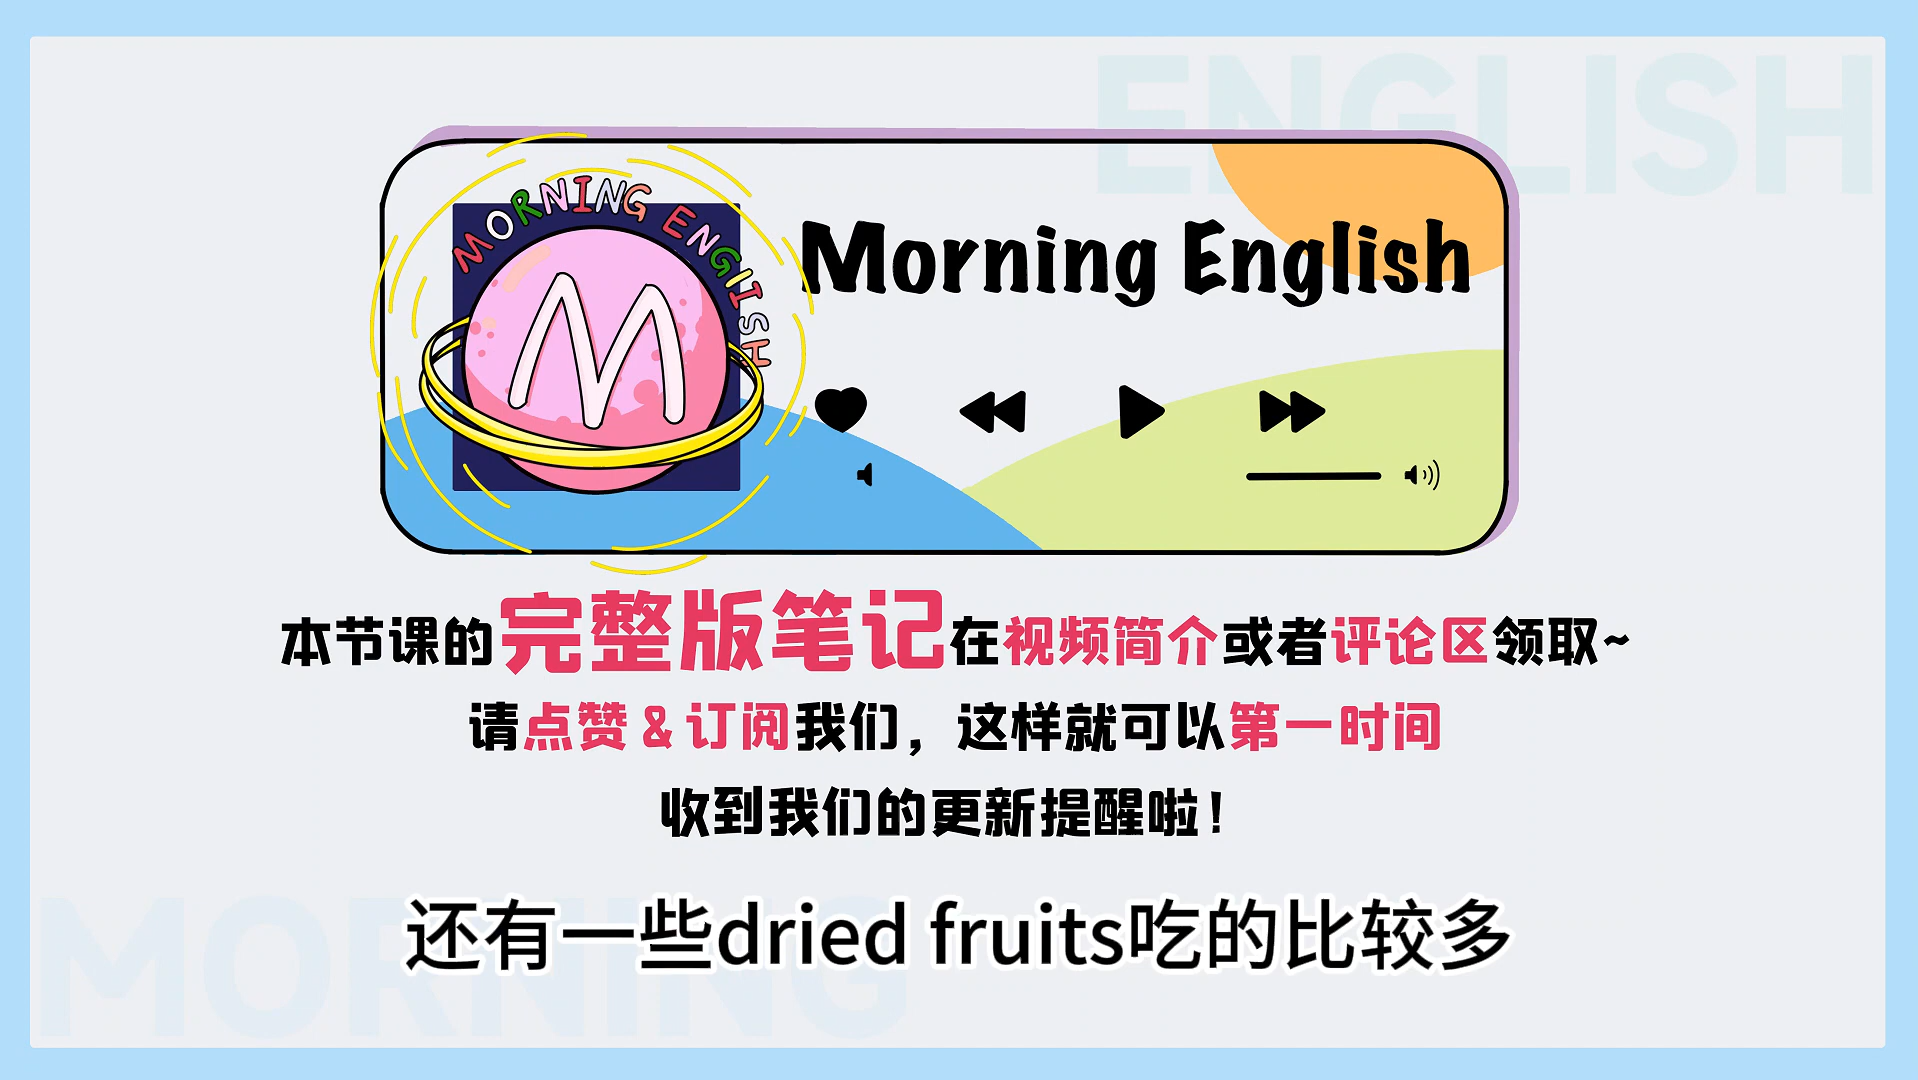 ENGLISH
MORNING ENGLISH
M
Morning English
本节课的完整版笔记在视频简介或者评论区领取~
请点赞&订阅我们，这样就可以第一时间
收到我们的更新提醒啦！
还有一些dried fruits吃的比较多
MORNING